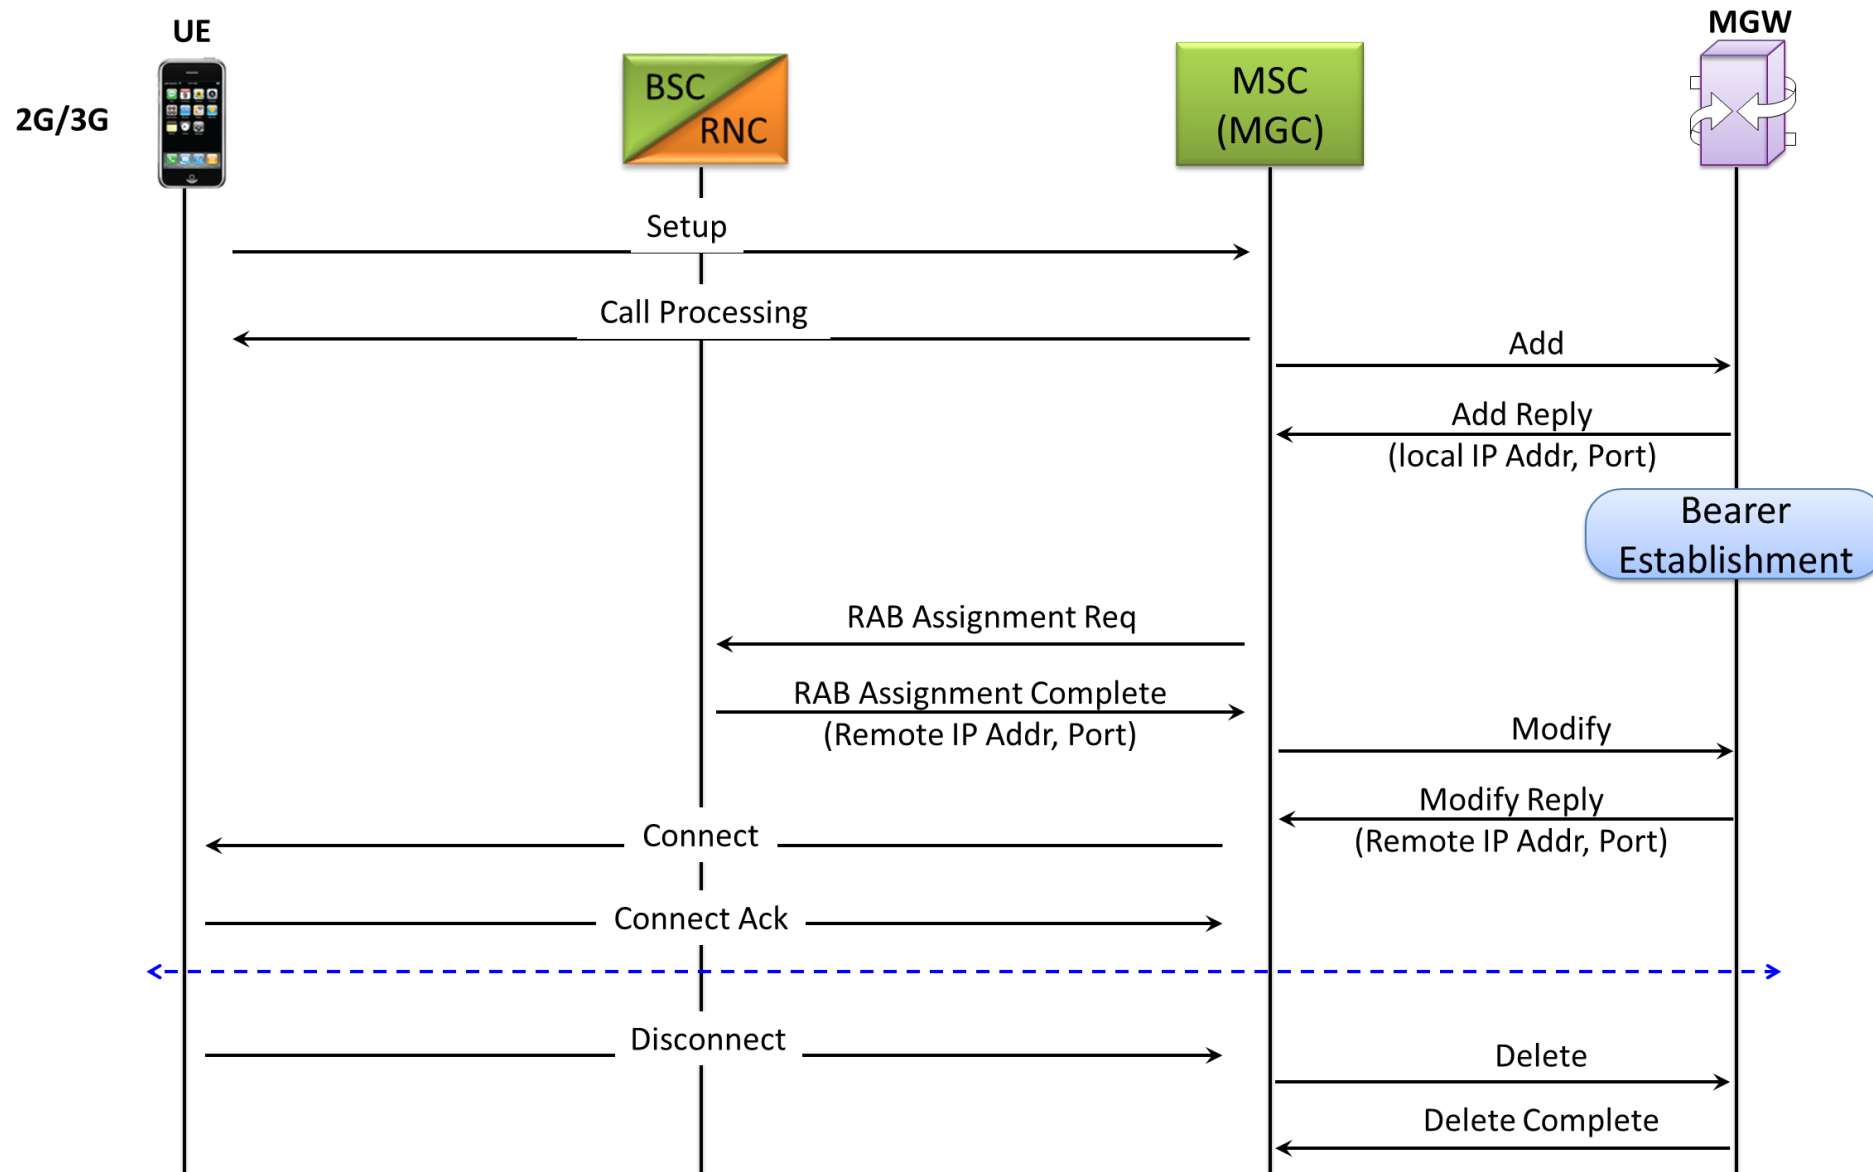 UE
MGW
2G/3G
BSC
RNC
MSC
(MGC)
Setup
Call Processing
Add
Add Reply
(local IP Addr, Port)
Bearer
Establishment
RAB Assignment Req
RAB Assignment Complete
(Remote IP Addr, Port)
Modify
Modify Reply
(Remote IP Addr, Port)
Connect
Connect Ack
Disconnect
Delete
Delete Complete